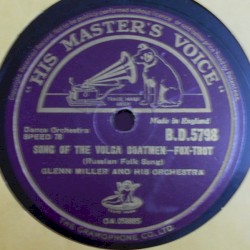 "HIS MASTER'S VOICE"
Made in England
Dance Orchestra
SPEED 78
B.D.5798
SONG OF THE VOLGA BOATMEN—FOX-TROT
(Russian Folk Song)
GLENN MILLER AND HIS ORCHESTRA
THE GRAMOPHONE CO., LTD.